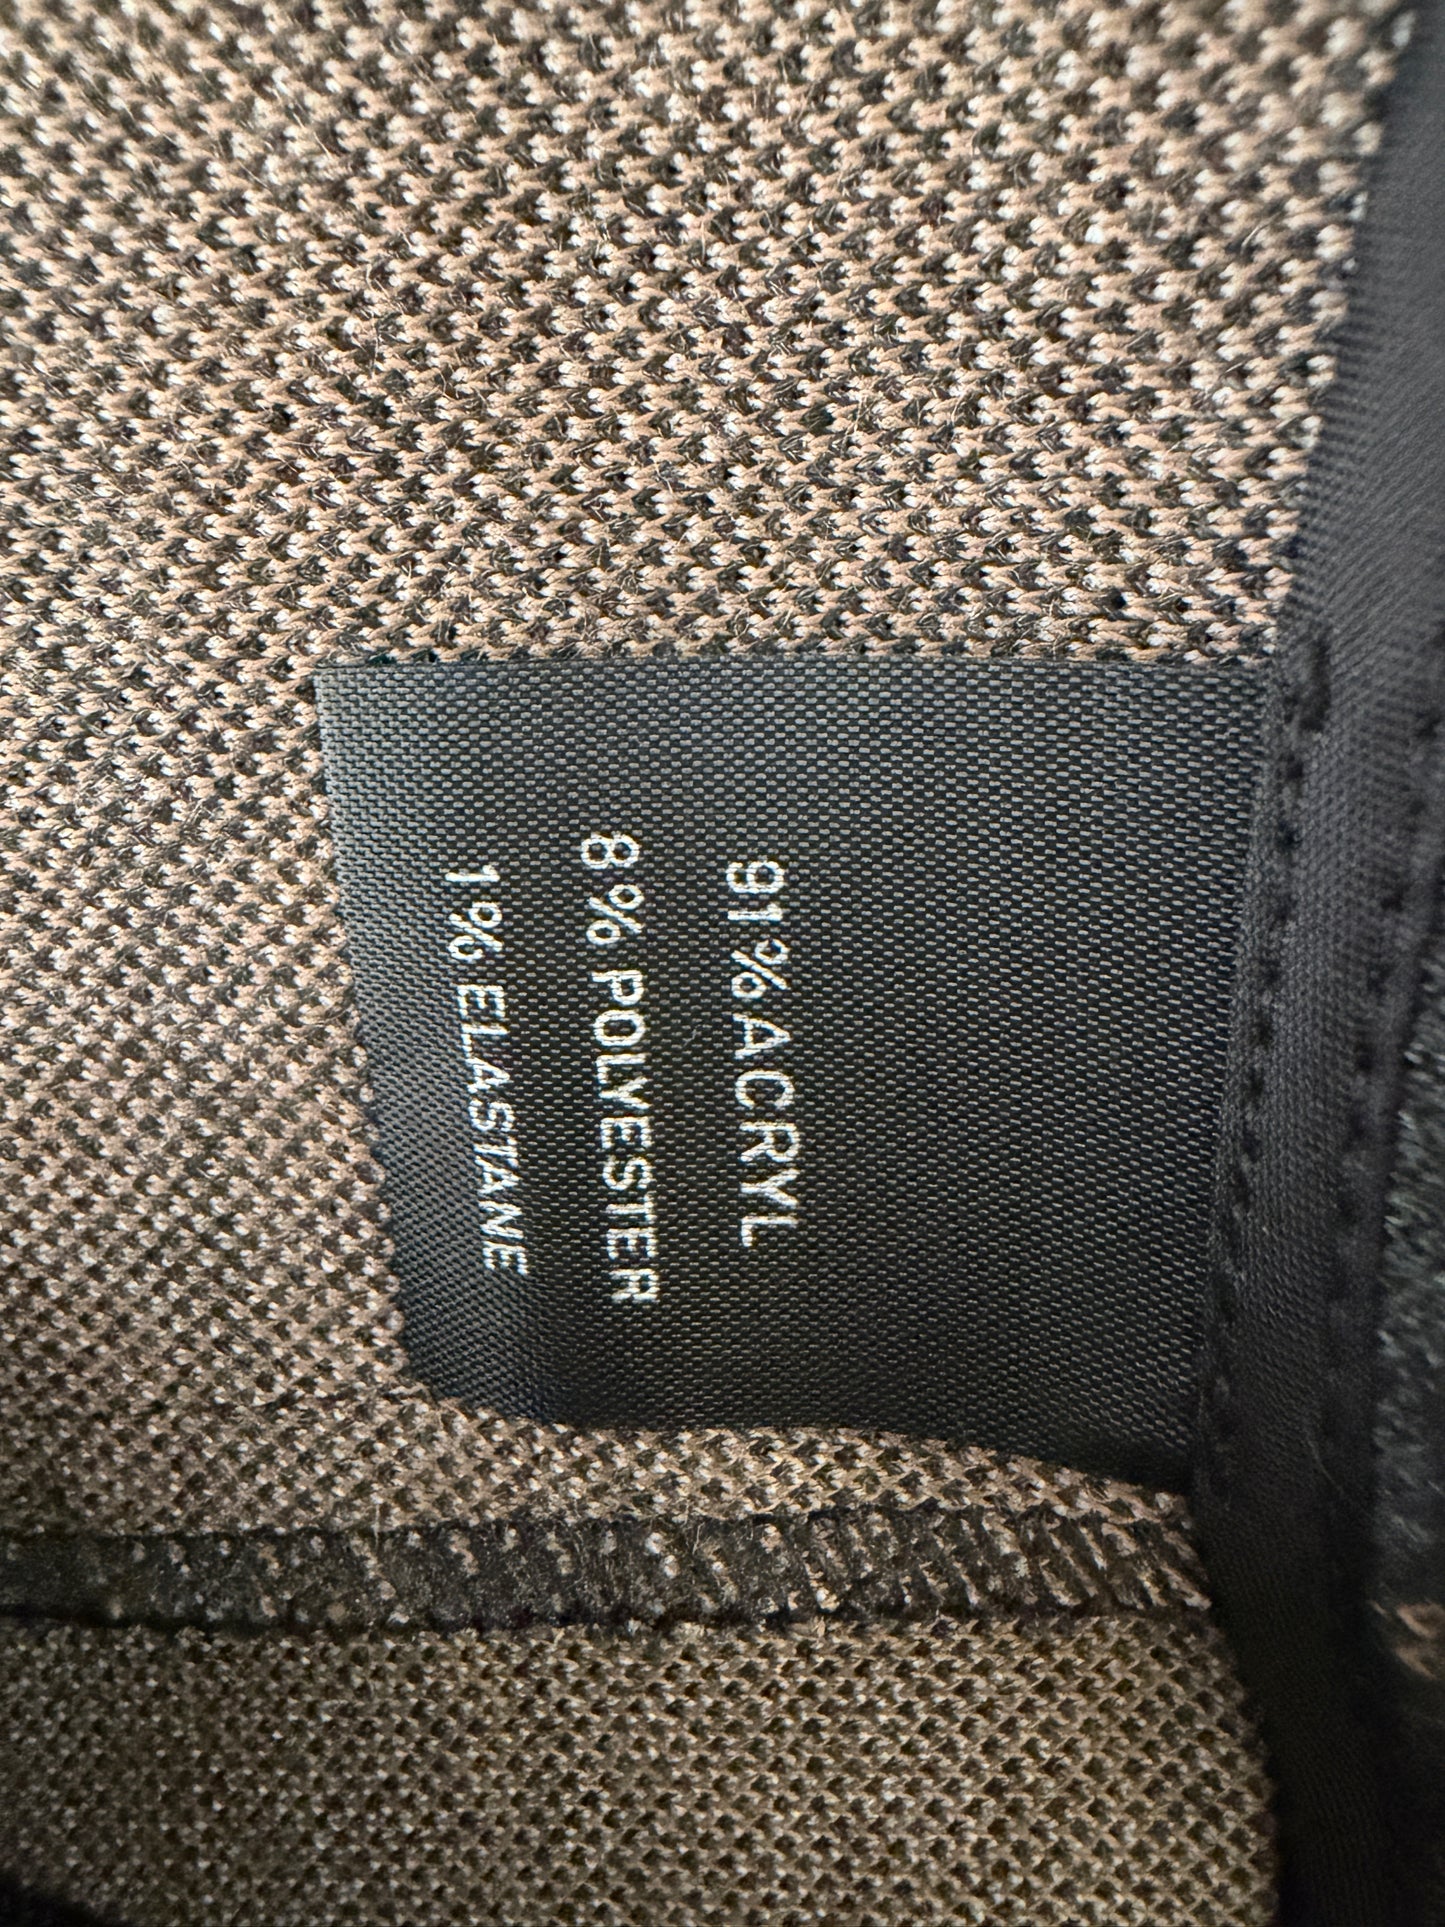 91% ACRYL
8% POLYESTER
1% ELASTANE